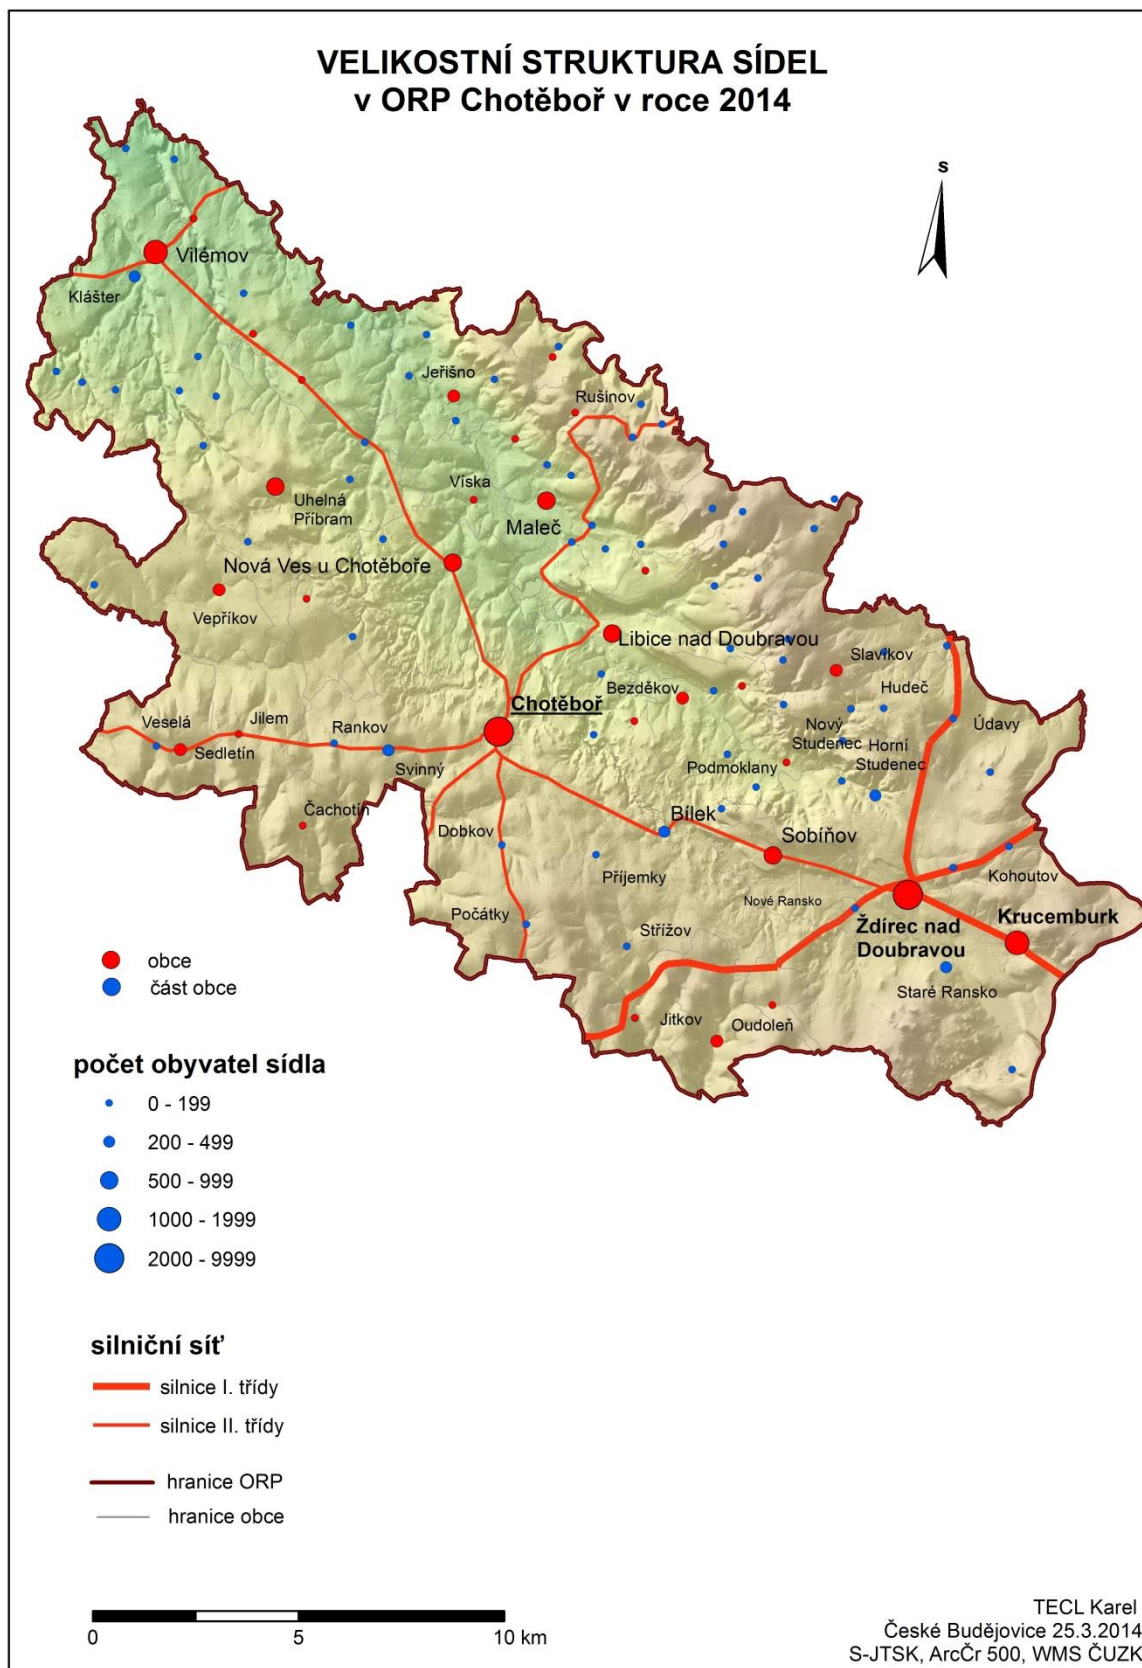 VELIKOSTNÍ STRUKTURA SÍDEL
v ORP Chotěboř v roce 2014
s
Vilémov
Klášter
Jeřišno
Rušinov
Uhelná
Příbram
Víska
Maleč
Nová Ves u Chotěboře
Vepříkov
Libice nad Doubravou
Slavíkov
Bezděkov
Hudeč
Chotěboř
Veselá
Jilem
Rankov
Nový
Studenec
Údavy
Sedletín
Svinný
Horní
Studenec
Podmoklany
Čachotín
Bílek
Dobkov
Sobíňov
Příjemky
Kohoutov
Nové Ransko
Počátky
Krucemburk
Střížov
Ždírec nad
Doubravou
Staré Ransko
Jitkov
Oudoleň
obce
část obce
počet obyvatel sídla
0 - 199
200 - 499
500 - 999
1000 - 1999
2000 - 9999
silniční síť
silnice I. třídy
silnice II. třídy
hranice ORP
hranice obce
0 5 10 km
TECL Karel
České Budějovice 25.3.2014
S-JTSK, ArcČr 500, WMS ČUZK